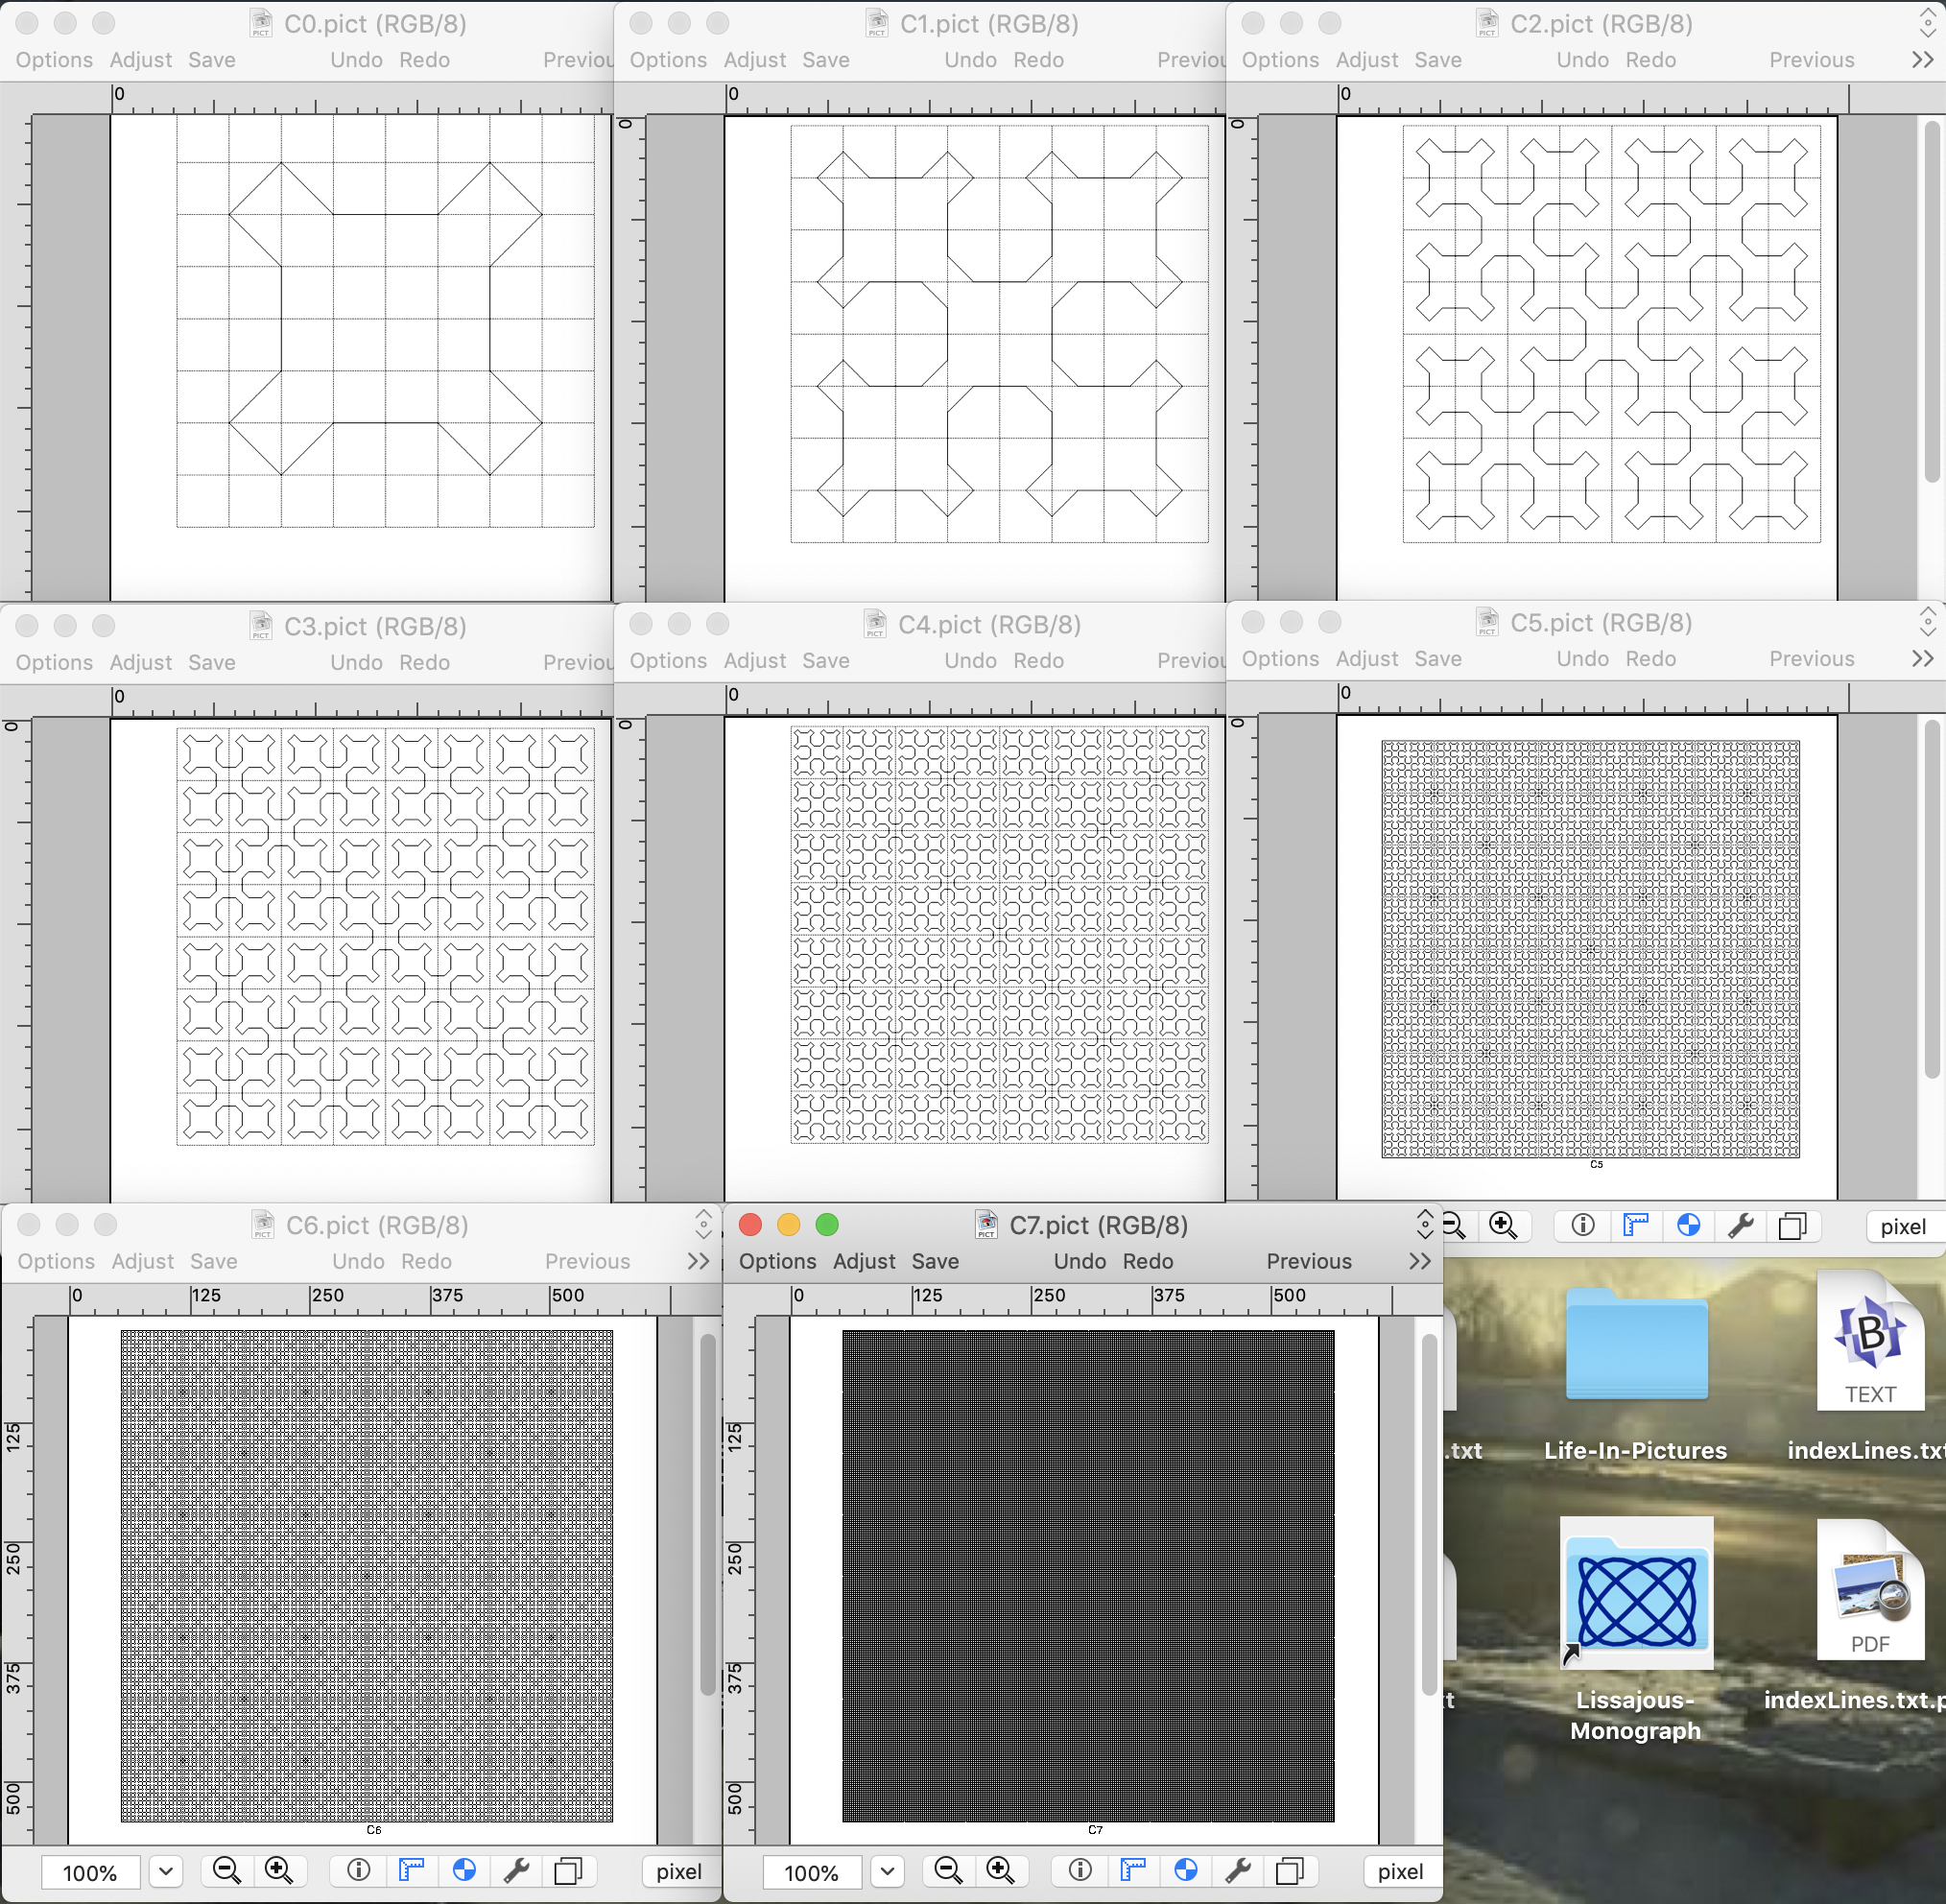 C0.pict (RGB/8)
Options Adjust Save Undo Redo Previou
0
C1.pict (RGB/8)
Options Adjust Save Undo Redo Previou
0
0
C2.pict (RGB/8)
Options Adjust Save Undo Redo Previous
0
0
C3.pict (RGB/8)
Options Adjust Save Undo Redo Previou
0
0
C4.pict (RGB/8)
Options Adjust Save Undo Redo Previou
0
0
C5.pict (RGB/8)
Options Adjust Save Undo Redo Previous
0
0
C5
pixel
C6.pict (RGB/8)
Options Adjust Save Undo Redo Previous
0 125 250 375 500
125
250
375
500
C6
100% pixel
C7.pict (RGB/8)
Options Adjust Save Undo Redo Previous
0 125 250 375 500
125
250
375
500
C7
100% pixel
TEXT
.txt Life-In-Pictures indexLines.txt
PDF
t Lissajous- indexLines.txt.p
Monograph